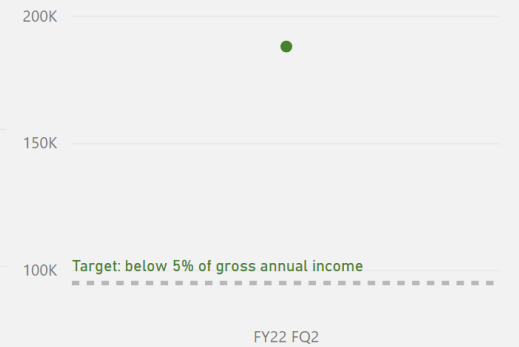 200K
150K
Target: below 5% of gross annual income
100K
FY22 FQ2